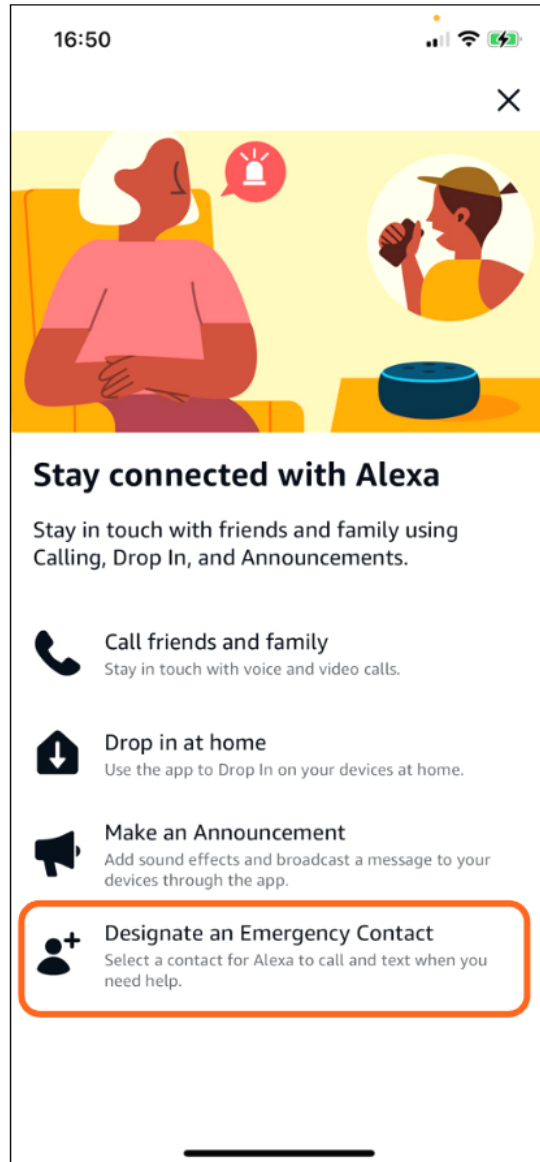 16:50
Stay connected with Alexa
Stay in touch with friends and family using
Calling, Drop In, and Announcements.
Call friends and family
Stay in touch with voice and video calls.
Drop in at home
Use the app to Drop In on your devices at home.
Make an Announcement
Add sound effects and broadcast a message to your
devices through the app.
Designate an Emergency Contact
Select a contact for Alexa to call and text when you
need help.